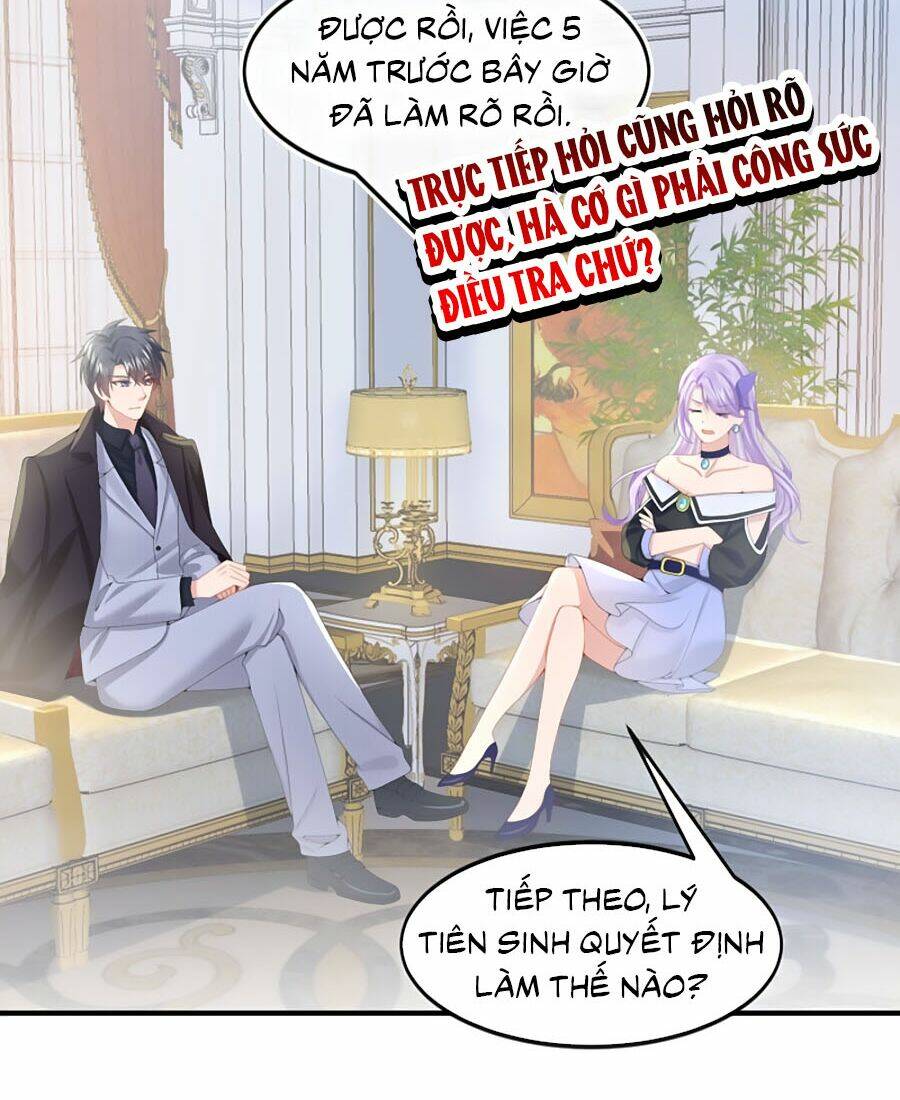 ĐƯỢC RỒI, VIỆC 5
NĂM TRƯỚC BÂY GIỜ
ĐÃ LÀM RÕ RỒI.
TRỰC TIẾP HỎI CŨNG HỎI RÕ
ĐƯỢC, HÀ CỚ GÌ PHẢI CÔNG SỨC
ĐIỀU TRA CHỨ?
TIẾP THEO, LÝ
TIÊN SINH QUYẾT ĐỊNH
LÀM THẾ NÀO?